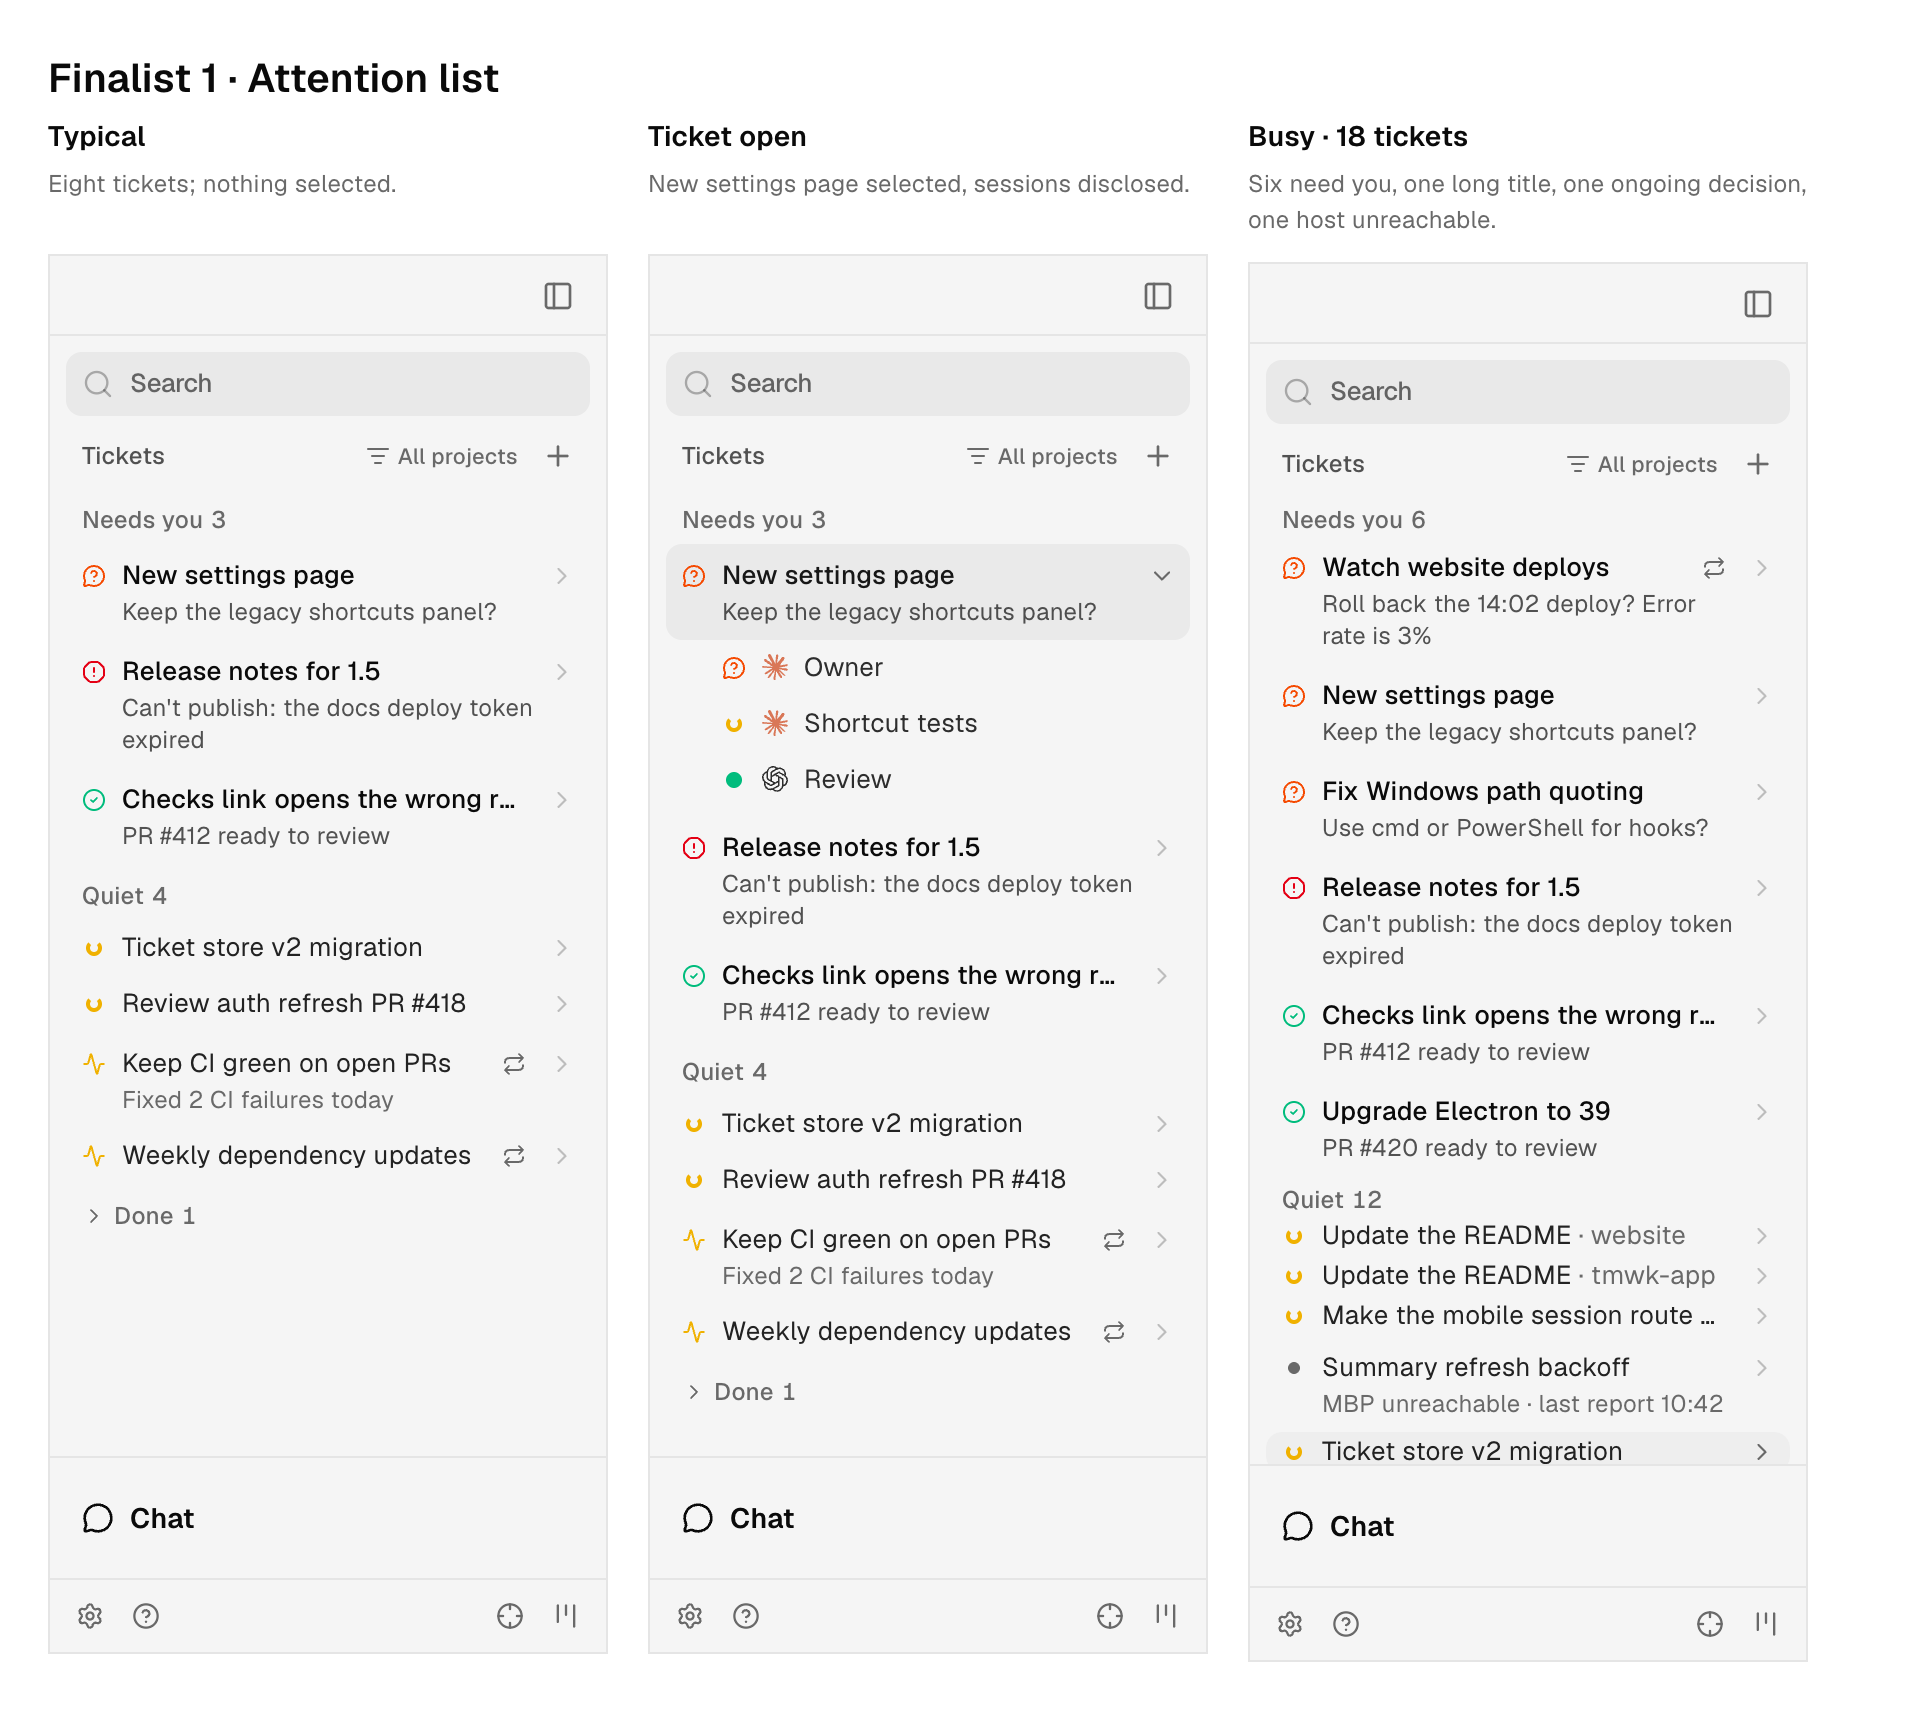 Finalist 1 · Attention list
Typical
Eight tickets; nothing selected.
Search
Tickets
All projects
Needs you 3
New settings page
Keep the legacy shortcuts panel?
Release notes for 1.5
Can't publish: the docs deploy token
expired
Checks link opens the wrong r...
PR #412 ready to review
Quiet 4
Ticket store v2 migration
Review auth refresh PR #418
Keep CI green on open PRs
Fixed 2 CI failures today
Weekly dependency updates
Done 1
Chat
Ticket open
New settings page selected, sessions disclosed.
Search
Tickets
All projects
Needs you 3
New settings page
Keep the legacy shortcuts panel?
Owner
Shortcut tests
Review
Release notes for 1.5
Can't publish: the docs deploy token
expired
Checks link opens the wrong r...
PR #412 ready to review
Quiet 4
Ticket store v2 migration
Review auth refresh PR #418
Keep CI green on open PRs
Fixed 2 CI failures today
Weekly dependency updates
Done 1
Chat
Busy · 18 tickets
Six need you, one long title, one ongoing decision,
one host unreachable.
Search
Tickets
All projects
Needs you 6
Watch website deploys
Roll back the 14:02 deploy? Error
rate is 3%
New settings page
Keep the legacy shortcuts panel?
Fix Windows path quoting
Use cmd or PowerShell for hooks?
Release notes for 1.5
Can't publish: the docs deploy token
expired
Checks link opens the wrong r...
PR #412 ready to review
Upgrade Electron to 39
PR #420 ready to review
Quiet 12
Update the README · website
Update the README · tmwk-app
Make the mobile session route ...
Summary refresh backoff
MBP unreachable · last report 10:42
Ticket store v2 migration
Chat